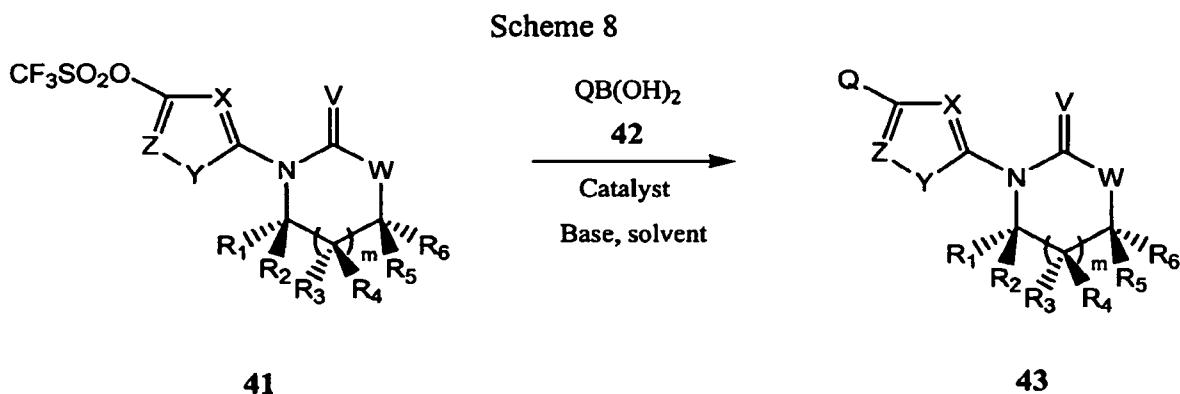 Scheme 8
CF₃SO₂O
X
V
Z
Y
N
W
R₁
R₂
R₃
m
R₄
R₅
R₆
41
QB(OH)₂
42
Catalyst
Base, solvent
Q
X
V
Z
Y
N
W
R₁
R₂
R₃
m
R₄
R₅
R₆
43